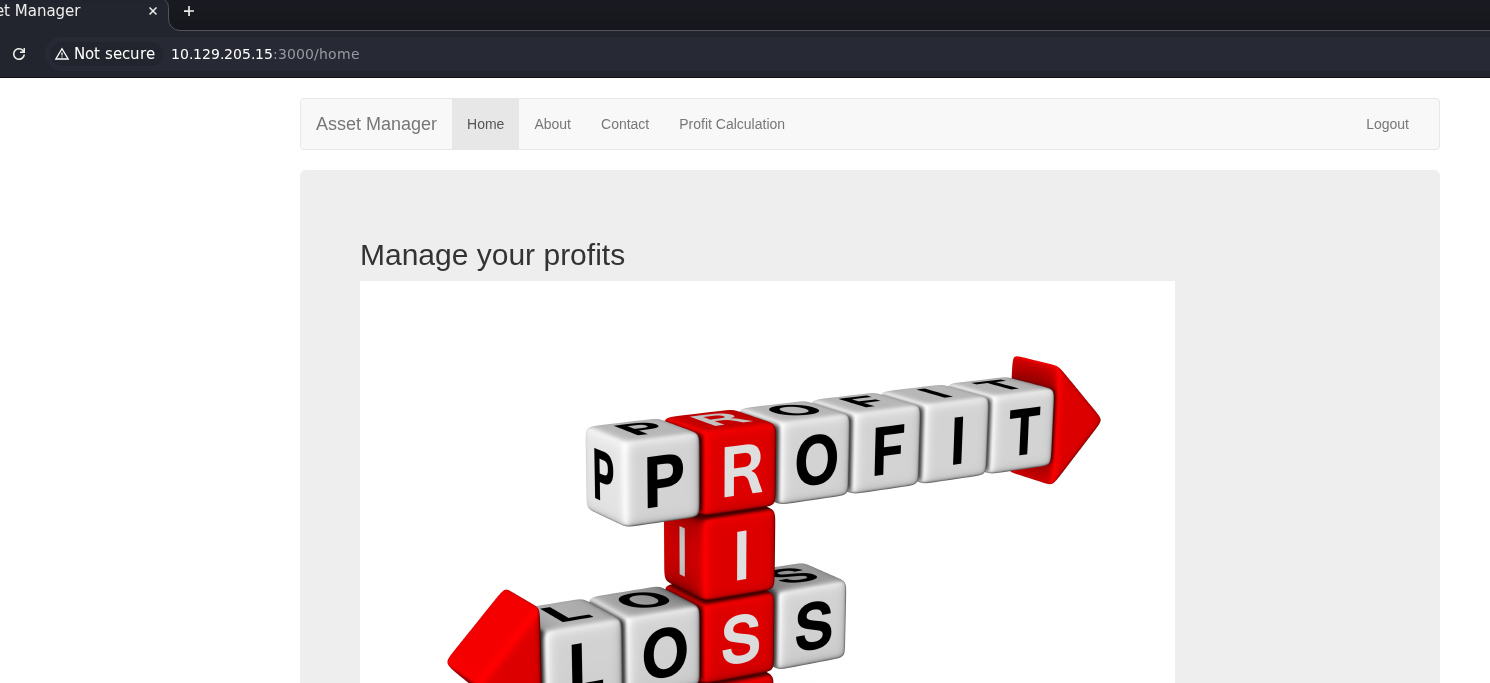 et Manager
Not secure 10.129.205.15:3000/home
Asset Manager Home About Contact Profit Calculation Logout
Manage your profits
PROFIT
RIS
LOSS